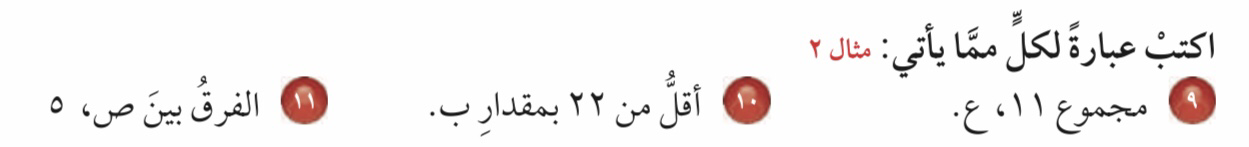 اكتبْ عبارةً لكلٍّ ممَّا يأتي: مثال ٢
٩ مجموع ١١، ع. ١٠ أقلُّ من ٢٢ بمقدارِ ب. ١١ الفرقُ بينَ ص، ٥